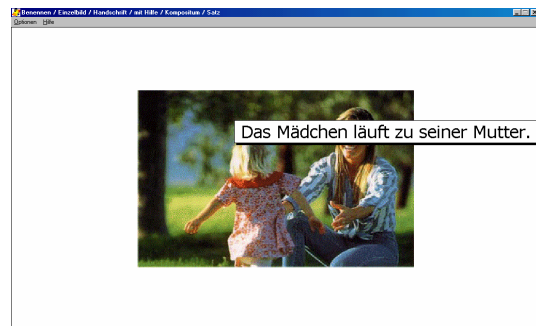 Benennen / Einzelbild / Handschrift / mit Hilfe / Kompositum / Satz
Optionen Hilfe
Das Mädchen läuft zu seiner Mutter.